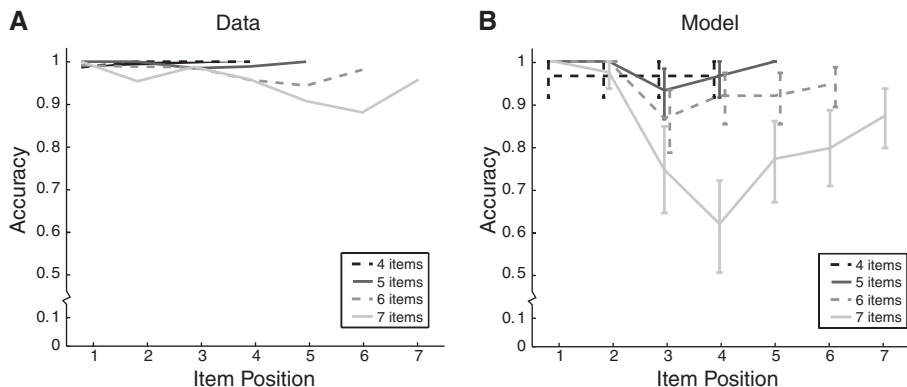 A
Data
Accuracy
1
0.9
0.8
0.7
0.6
0.5
0.1
0
1 2 3 4 5 6 7
Item Position
4 items
5 items
6 items
7 items
B
Model
Accuracy
1
0.9
0.8
0.7
0.6
0.5
0.1
0
1 2 3 4 5 6 7
Item Position
4 items
5 items
6 items
7 items